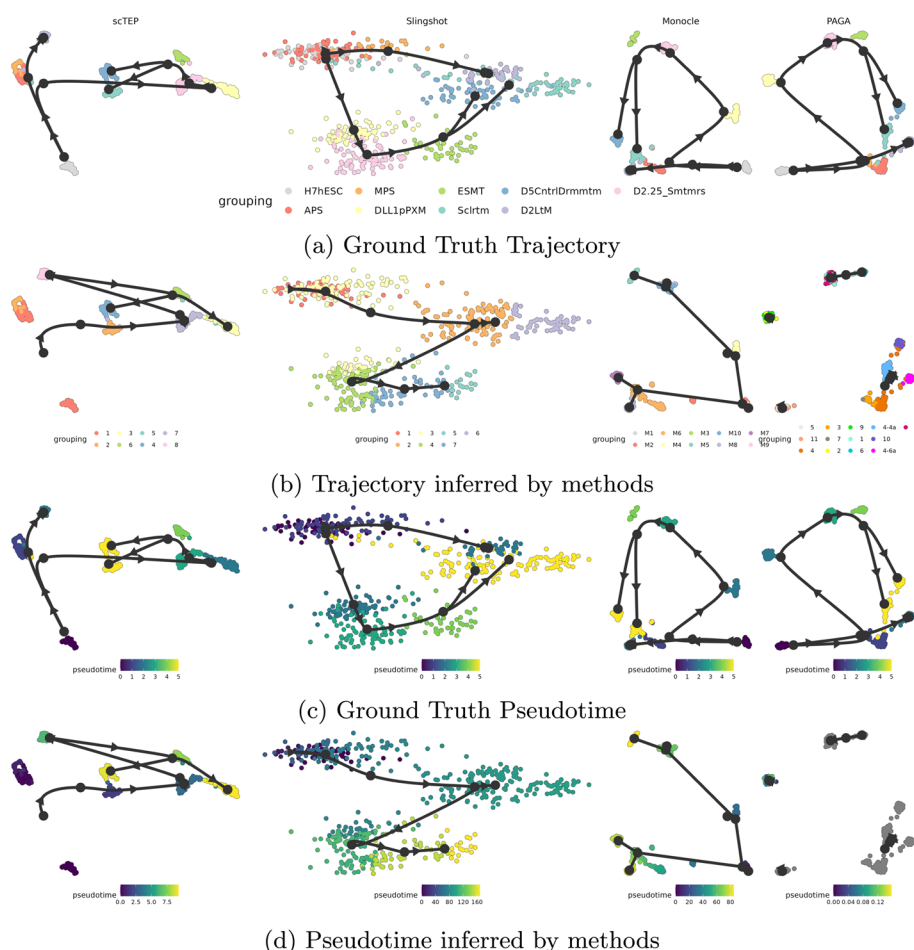 scTEP Slingshot Monocle PAGA
grouping H7hESC MPS ESMT D5CntrlDrmmtm D2.25_Smtmrs
APS DLL1pPXM Sclrtm D2LtM
(a) Ground Truth Trajectory
grouping 1 3 5 7
2 6 4 8
grouping 1 3 5 6
2 4 7
grouping M1 M6 M3 M10 M7
M2 M4 M5 M8 M9
grouping 5 3 9 4-4a
11 7 1 10
4 2 6 4-6a
(b) Trajectory inferred by methods
pseudotime 0 1 2 3 4 5
pseudotime 0 1 2 3 4 5
pseudotime 0 1 2 3 4 5
pseudotime 0 1 2 3 4 5
(c) Ground Truth Pseudotime
pseudotime 0.0 2.5 5.0 7.5
pseudotime 0 40 80 120 160
pseudotime 0 20 40 60 80
pseudotime 0.00 0.04 0.08 0.12
(d) Pseudotime inferred by methods